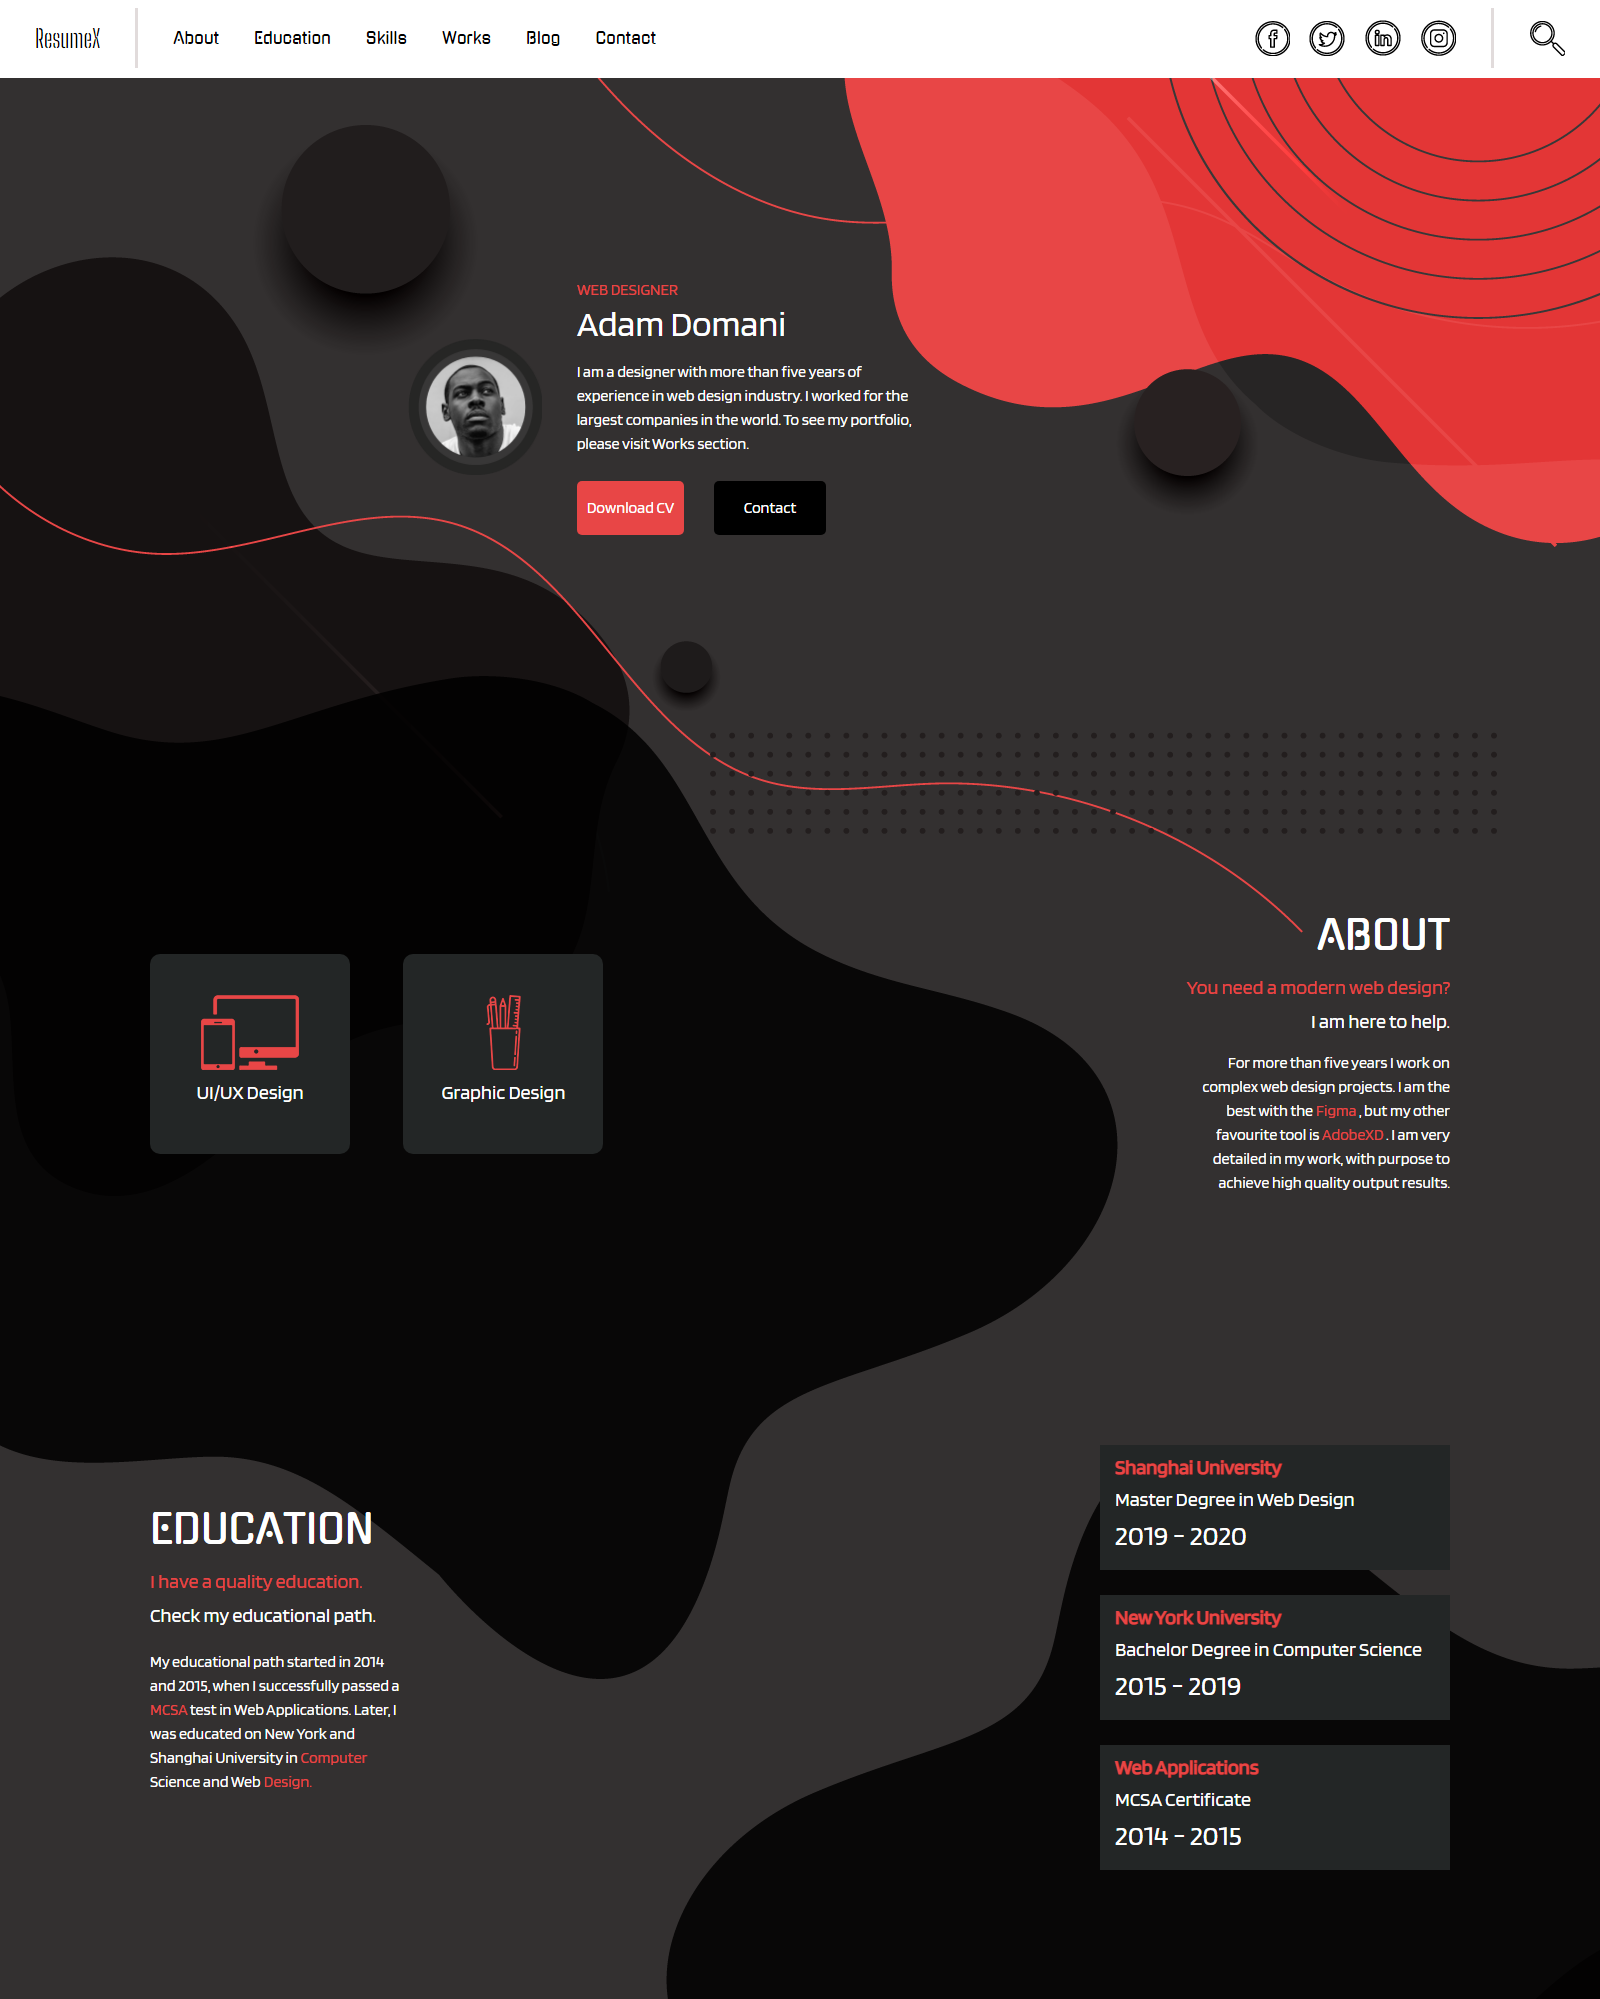 ResumeX
About Education Skills Works Blog Contact
WEB DESIGNER
Adam Domani
I am a designer with more than five years of
experience in web design industry. I worked for the
largest companies in the world. To see my portfolio,
please visit Works section.
Download CV
Contact
ABOUT
You need a modern web design?
I am here to help.
For more than five years I work on
complex web design projects. I am the
best with the Figma , but my other
favourite tool is AdobeXD . I am very
detailed in my work, with purpose to
achieve high quality output results.
UI/UX Design
Graphic Design
EDUCATION
I have a quality education.
Check my educational path.
My educational path started in 2014
and 2015, when I successfully passed a
MCSA test in Web Applications. Later, I
was educated on New York and
Shanghai University in Computer
Science and Web Design.
Shanghai University
Master Degree in Web Design
2019 - 2020
New York University
Bachelor Degree in Computer Science
2015 - 2019
Web Applications
MCSA Certificate
2014 - 2015